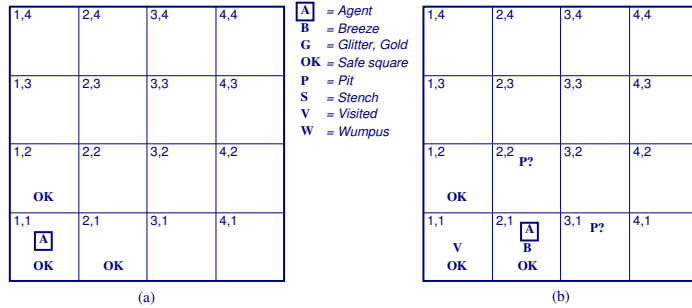 1,4 2,4 3,4 4,4
1,3 2,3 3,3 4,3
1,2 2,2 3,2 4,2
OK
1,1 2,1 3,1 4,1
A
OK OK
(a)
A = Agent
B = Breeze
G = Glitter, Gold
OK = Safe square
P = Pit
S = Stench
V = Visited
W = Wumpus
1,4 2,4 3,4 4,4
1,3 2,3 3,3 4,3
1,2 2,2 3,2 4,2
P?
OK
1,1 2,1 3,1 4,1
A P?
V B
OK OK
(b)